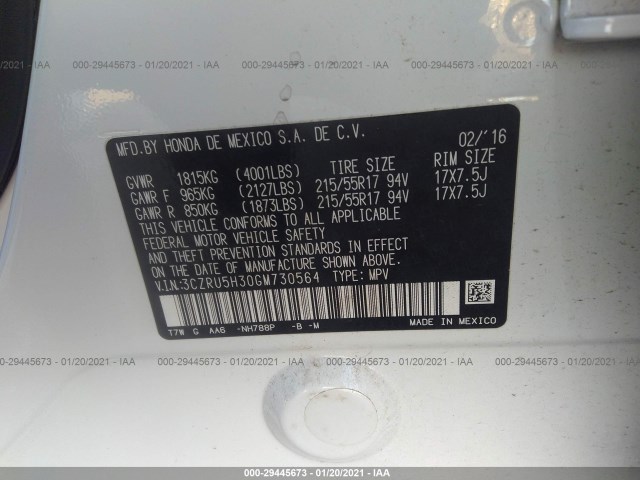 000-29445673 - 01/20/2021 - IAA
MFD.BY HONDA DE MEXICO S.A. DE C.V. 02/'16
GVWR 1815KG (4001LBS) TIRE SIZE RIM SIZE
GAWR F 965KG (2127LBS) 215/55R17 94V 17X7.5J
GAWR R 850KG (1873LBS) 215/55R17 94V 17X7.5J
THIS VEHICLE CONFORMS TO ALL APPLICABLE
FEDERAL MOTOR VEHICLE SAFETY
AND THEFT PREVENTION STANDARDS IN EFFECT
ON THE DATE OF MANUFACTURE SHOWN ABOVE.
V.I.N:3CZRU5H30GM730564 TYPE: MPV
T7W G AA6 -NH788P -B -M MADE IN MEXICO
000-29445673 - 01/20/2021 - IAA